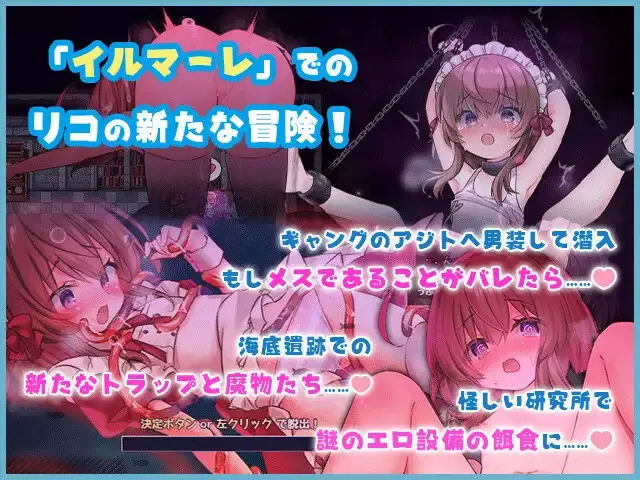 「イルマーレ」での
リコの新たな冒険！
ギャングのアジトへ男装して潜入
もしメスであることがバレたら……♥
海底遺跡での
新たなトラップと魔物たち……♥
決定ボタン or 左クリック で脱出！
怪しい研究所で
謎のエロ設備の餌食に……♥